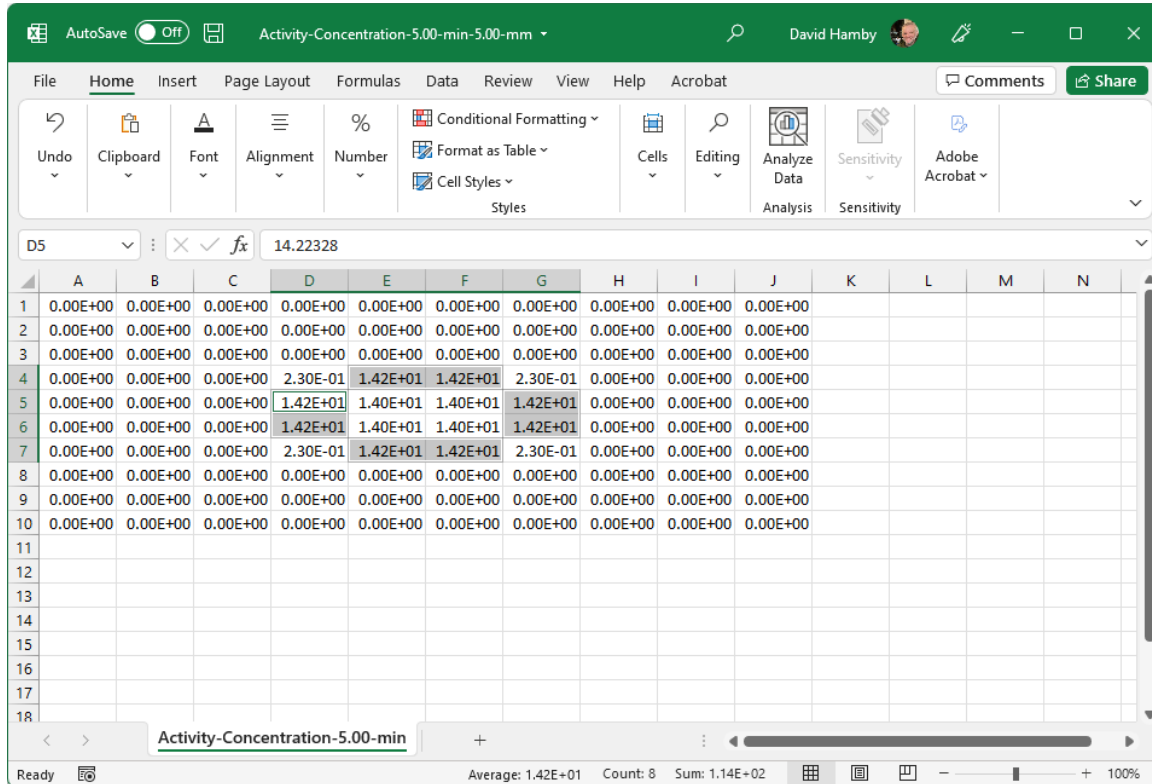 AutoSave Off Activity-Concentration-5.00-min-5.00-mm David Hamby
File Home Insert Page Layout Formulas Data Review View Help Acrobat Comments Share
Undo Clipboard Font Alignment Number Conditional Formatting Format as Table Cell Styles Cells Editing Analyze Data Sensitivity Adobe Acrobat
Styles Analysis Sensitivity
D5 fx 14.22328
A B C D E F G H I J K L M N
1 0.00E+00 0.00E+00 0.00E+00 0.00E+00 0.00E+00 0.00E+00 0.00E+00 0.00E+00 0.00E+00 0.00E+00
2 0.00E+00 0.00E+00 0.00E+00 0.00E+00 0.00E+00 0.00E+00 0.00E+00 0.00E+00 0.00E+00 0.00E+00
3 0.00E+00 0.00E+00 0.00E+00 0.00E+00 0.00E+00 0.00E+00 0.00E+00 0.00E+00 0.00E+00 0.00E+00
4 0.00E+00 0.00E+00 0.00E+00 2.30E-01 1.42E+01 1.42E+01 2.30E-01 0.00E+00 0.00E+00 0.00E+00
5 0.00E+00 0.00E+00 0.00E+00 1.42E+01 1.40E+01 1.40E+01 1.42E+01 0.00E+00 0.00E+00 0.00E+00
6 0.00E+00 0.00E+00 0.00E+00 1.42E+01 1.40E+01 1.40E+01 1.42E+01 0.00E+00 0.00E+00 0.00E+00
7 0.00E+00 0.00E+00 0.00E+00 2.30E-01 1.42E+01 1.42E+01 2.30E-01 0.00E+00 0.00E+00 0.00E+00
8 0.00E+00 0.00E+00 0.00E+00 0.00E+00 0.00E+00 0.00E+00 0.00E+00 0.00E+00 0.00E+00 0.00E+00
9 0.00E+00 0.00E+00 0.00E+00 0.00E+00 0.00E+00 0.00E+00 0.00E+00 0.00E+00 0.00E+00 0.00E+00
10 0.00E+00 0.00E+00 0.00E+00 0.00E+00 0.00E+00 0.00E+00 0.00E+00 0.00E+00 0.00E+00 0.00E+00
11
12
13
14
15
16
17
18
Activity-Concentration-5.00-min +
Ready Average: 1.42E+01 Count: 8 Sum: 1.14E+02 - + 100%